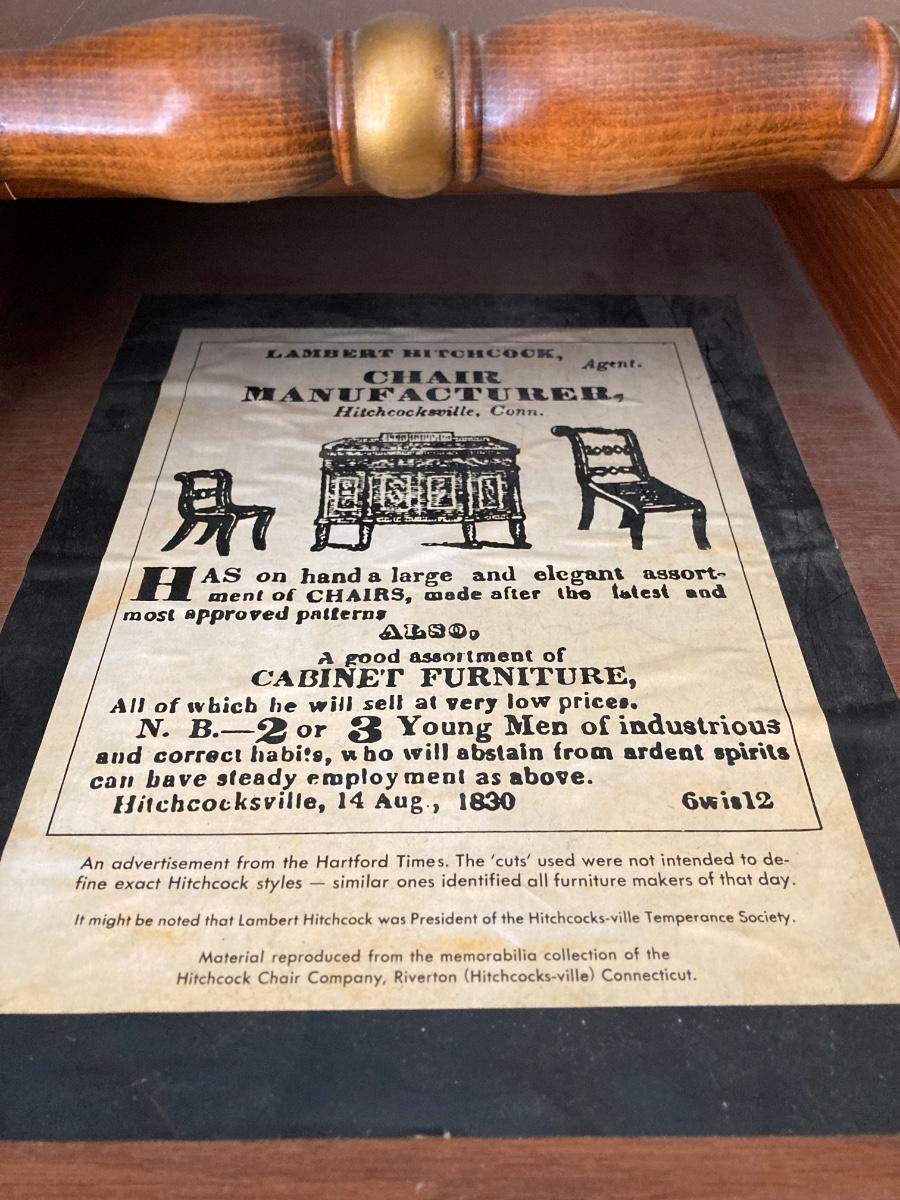 LAMBERT HITCHCOCK,
Agent.
CHAIR
MANUFACTURER,
Hitchcocksville, Conn.
HAS on hand a large and elegant assort-
ment of CHAIRS, made after the latest and
most approved patterns
ALSO,
A good assortment of
CABINET FURNITURE,
All of which he will sell at very low prices.
N. B.—2 or 3 Young Men of industrious
and correct habits, who will abstain from ardent spirits
can have steady employment as above.
Hitchcocksville, 14 Aug., 1830 6wis12
An advertisement from the Hartford Times. The 'cuts' used were not intended to de-
fine exact Hitchcock styles — similar ones identified all furniture makers of that day.
It might be noted that Lambert Hitchcock was President of the Hitchcocks-ville Temperance Society.
Material reproduced from the memorabilia collection of the
Hitchcock Chair Company, Riverton (Hitchcocks-ville) Connecticut.